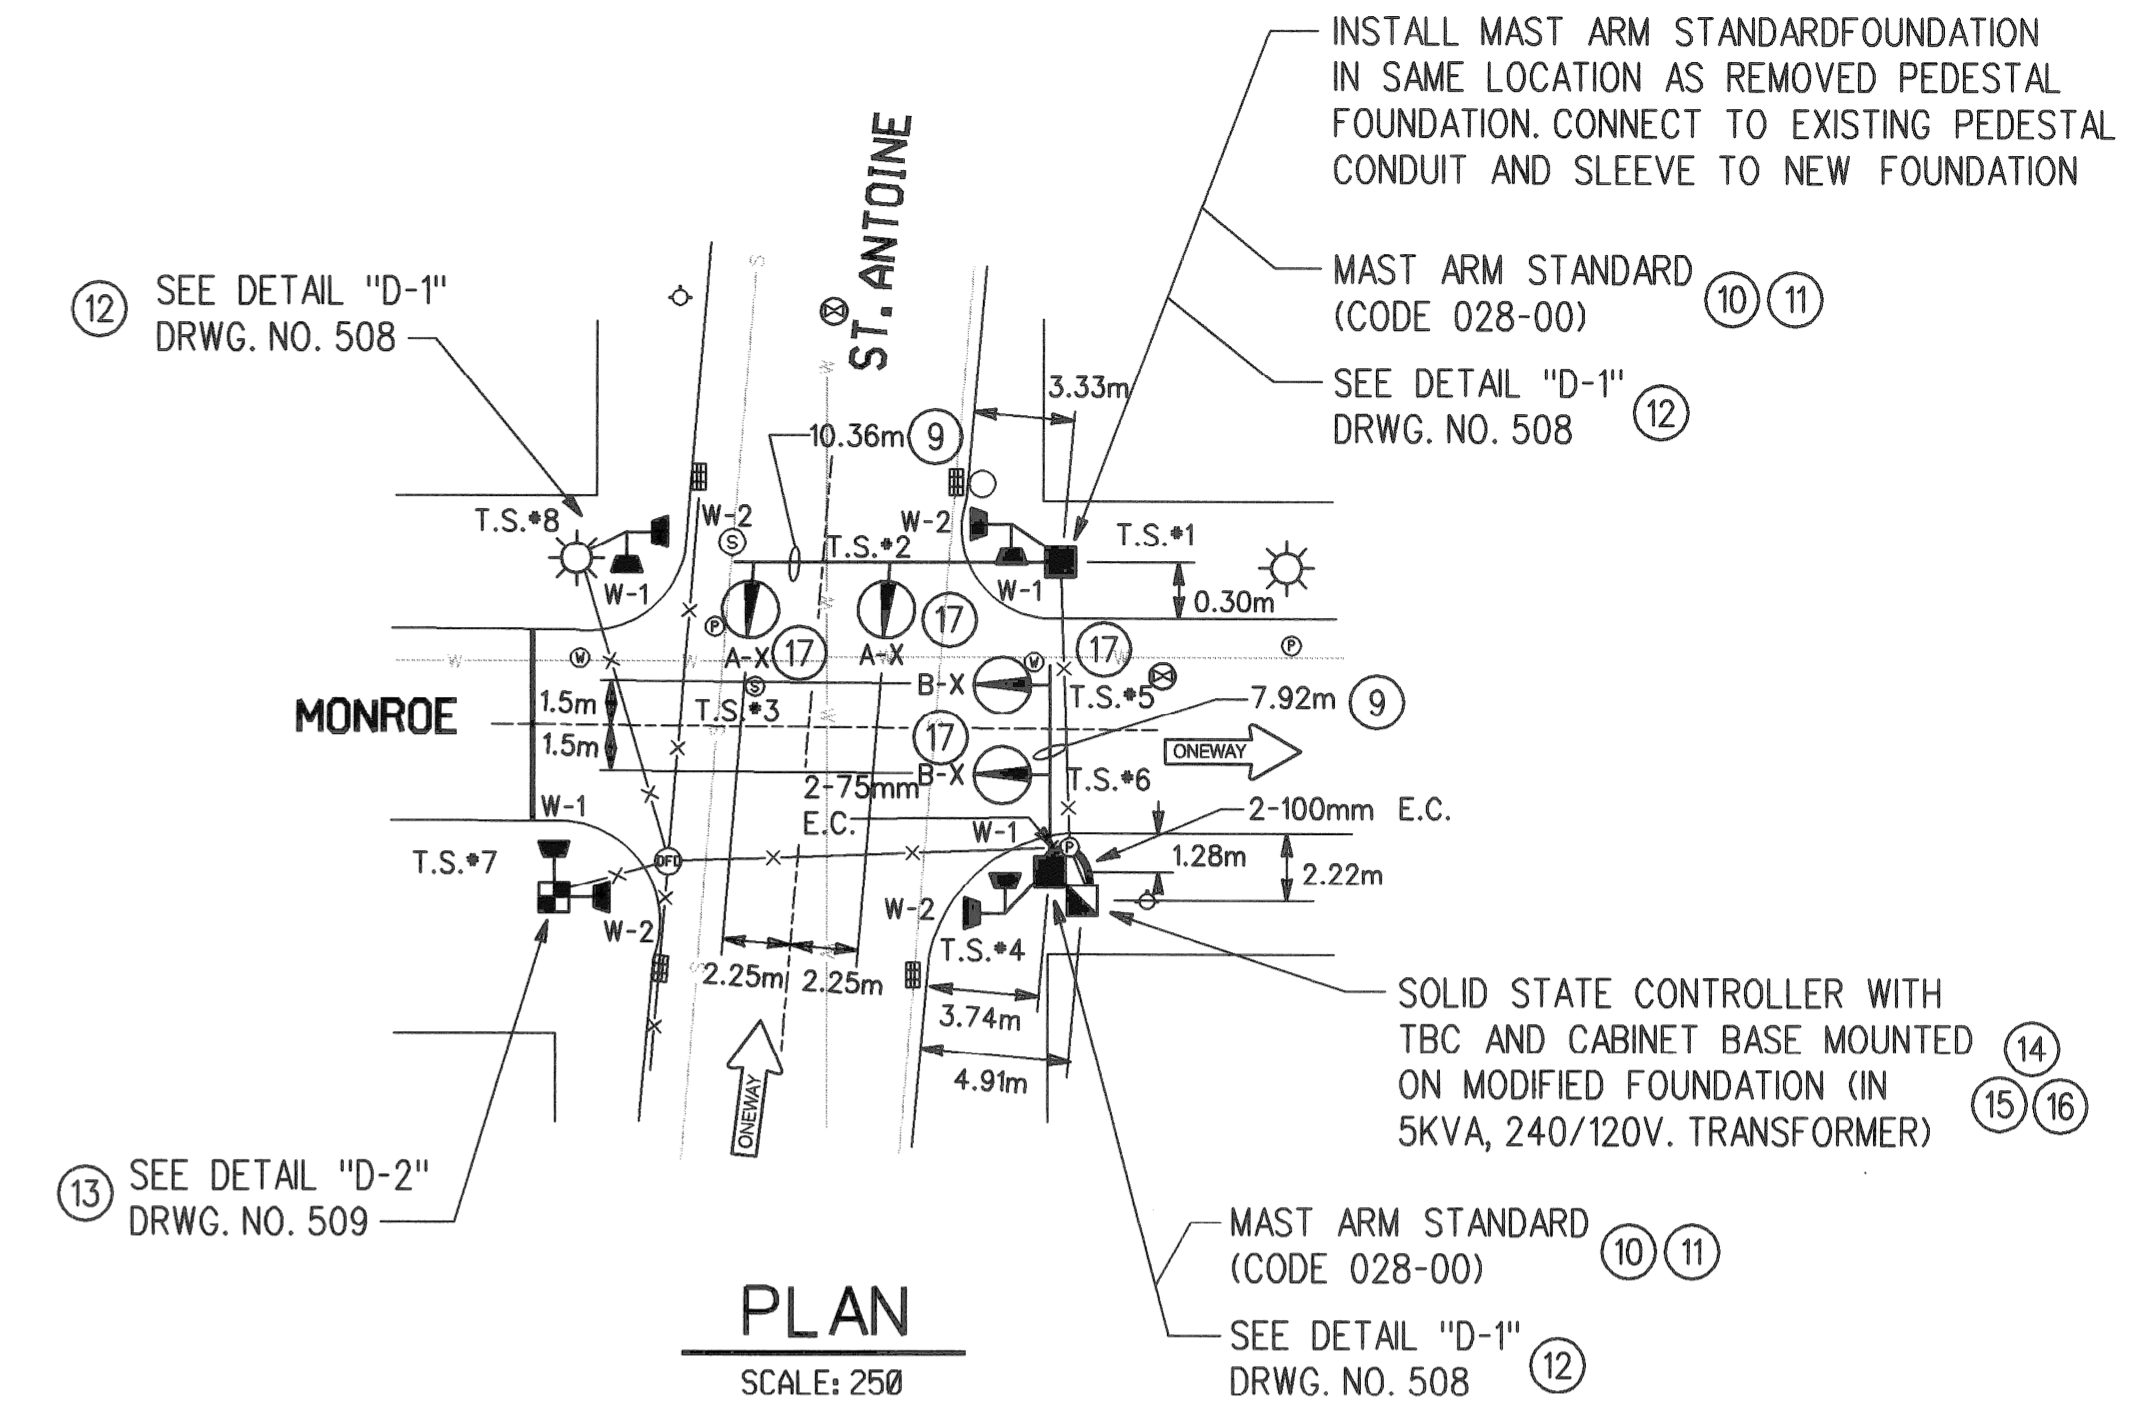 INSTALL MAST ARM STANDARDFOUNDATION
IN SAME LOCATION AS REMOVED PEDESTAL
FOUNDATION. CONNECT TO EXISTING PEDESTAL
CONDUIT AND SLEEVE TO NEW FOUNDATION
MAST ARM STANDARD
(CODE 028-00)
10 11
SEE DETAIL "D-1"
DRWG. NO. 508
12
12
SEE DETAIL "D-1"
DRWG. NO. 508
ST. ANTOINE
S
W
3.33m
10.36m
9
T.S.#8
W-2
S
T.S.#2
W-2
T.S.#1
W-1
W-1
0.30m
W
P
17
17
17
P
W
W
W
A-X
A-X
W
W
W
S
B-X
1.5m
T.S.#3
T.S.#5
7.92m
9
MONROE
W
S
S
S
17
1.5m
ONEWAY
B-X
T.S.#6
2-75mm
E.C.
W-1
W-1
2-100mm E.C.
P
1.28m
2.22m
T.S.#7
DFD
W-2
W-2
T.S.#4
W
S
2.25m
2.25m
3.74m
4.91m
ONEWAY
SOLID STATE CONTROLLER WITH
TBC AND CABINET BASE MOUNTED
ON MODIFIED FOUNDATION (IN
5KVA, 240/120V. TRANSFORMER)
14
15 16
13
SEE DETAIL "D-2"
DRWG. NO. 509
MAST ARM STANDARD
(CODE 028-00)
10 11
SEE DETAIL "D-1"
DRWG. NO. 508
12
PLAN
SCALE: 250